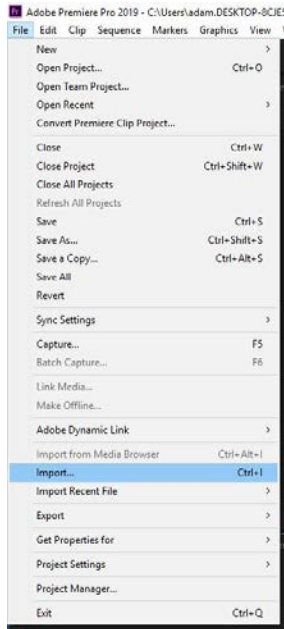 Pr Adobe Premiere Pro 2019 - C:\Users\adam.DESKTOP-8CJE
File Edit Clip Sequence Markers Graphics View
New >
Open Project... Ctrl+O
Open Team Project...
Open Recent >
Convert Premiere Clip Project...
Close Ctrl+W
Close Project Ctrl+Shift+W
Close All Projects
Refresh All Projects
Save Ctrl+S
Save As... Ctrl+Shift+S
Save a Copy... Ctrl+Alt+S
Save All
Revert
Sync Settings >
Capture... F5
Batch Capture... F6
Link Media...
Make Offline...
Adobe Dynamic Link >
Import from Media Browser Ctrl+Alt+I
Import... Ctrl+I
Import Recent File >
Export >
Get Properties for >
Project Settings >
Project Manager...
Exit Ctrl+Q